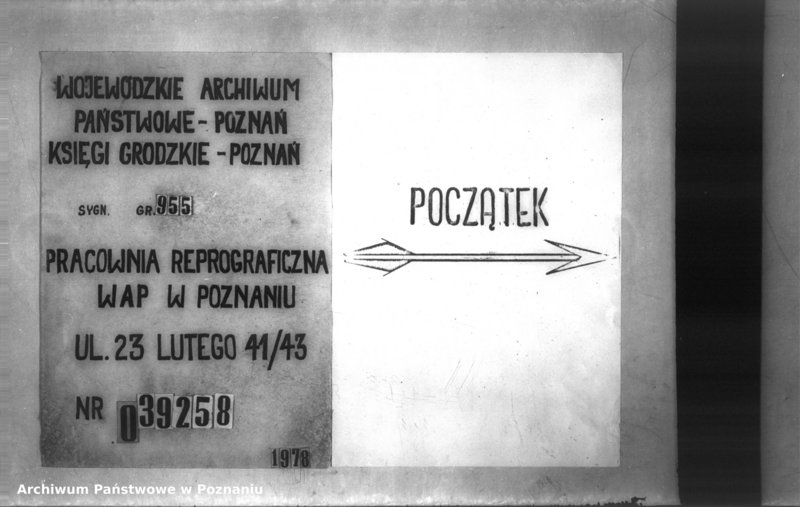 WOJEWÓDZKIE ARCHIWUM
PAŃSTWOWE - POZNAŃ
KSIĘGI GRODZKIE - POZNAŃ
SYGN. GR. 955
PRACOWNIA REPROGRAFICZNA
WAP W POZNANIU
UL. 23 LUTEGO 41/43
NR 039258
1978
POCZĄTEK
Archiwum Państwowe w Poznaniu